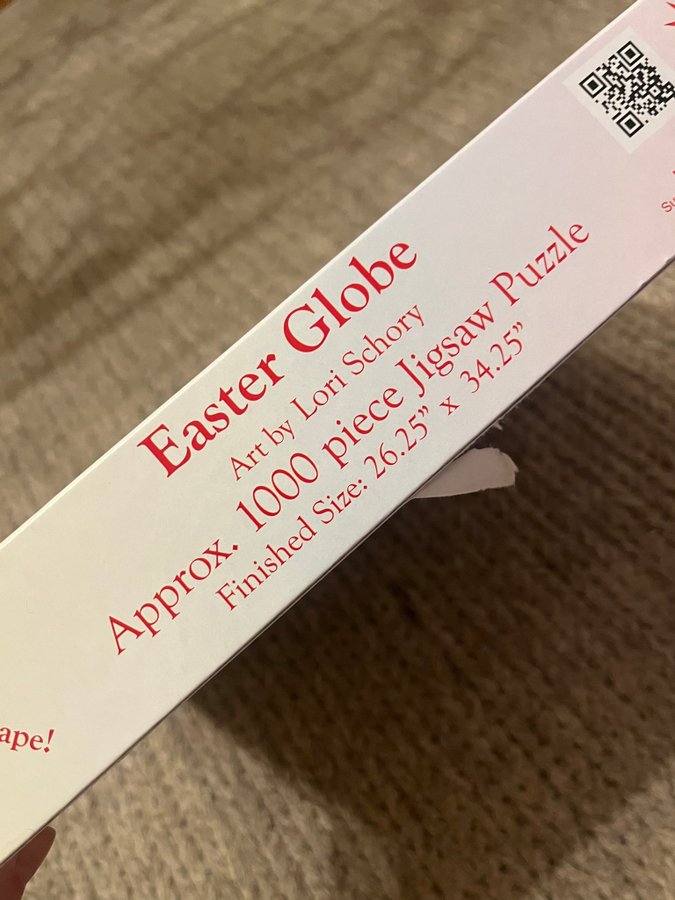 Easter Globe
Art by Lori Schory
Approx. 1000 piece Jigsaw Puzzle
Finished Size: 26.25” x 34.25”
ape!